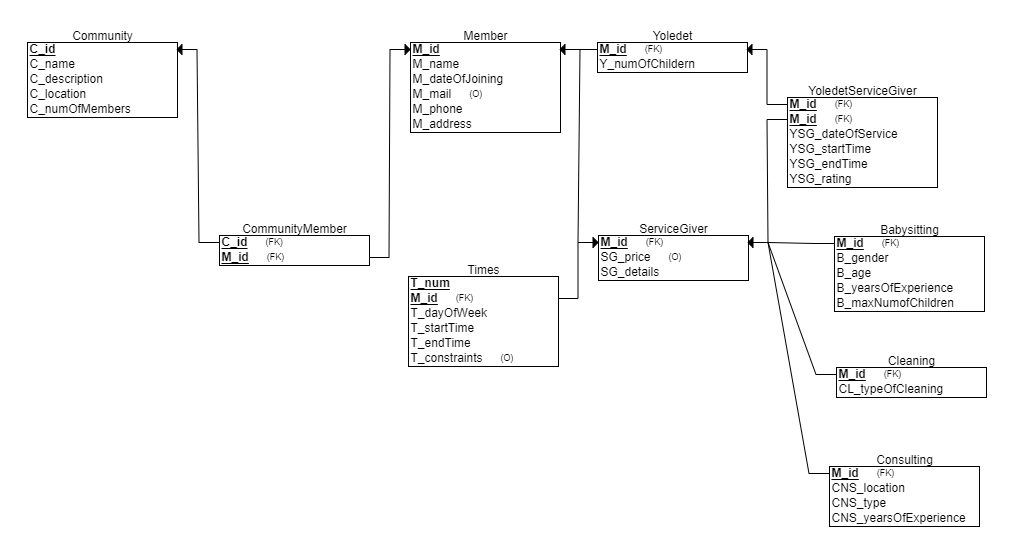 Community
C_id
C_name
C_description
C_location
C_numOfMembers
Member
M_id
M_name
M_dateOfJoining
M_mail (O)
M_phone
M_address
Yoledet
M_id (FK)
Y_numOfChildern
YoledetServiceGiver
M_id (FK)
M_id (FK)
YSG_dateOfService
YSG_startTime
YSG_endTime
YSG_rating
CommunityMember
C_id (FK)
M_id (FK)
Times
T_num
M_id (FK)
T_dayOfWeek
T_startTime
T_endTime
T_constraints (O)
ServiceGiver
M_id (FK)
SG_price (O)
SG_details
Babysitting
M_id (FK)
B_gender
B_age
B_yearsOfExperience
B_maxNumofChildren
Cleaning
M_id (FK)
CL_typeOfCleaning
Consulting
M_id (FK)
CNS_location
CNS_type
CNS_yearsOfExperience